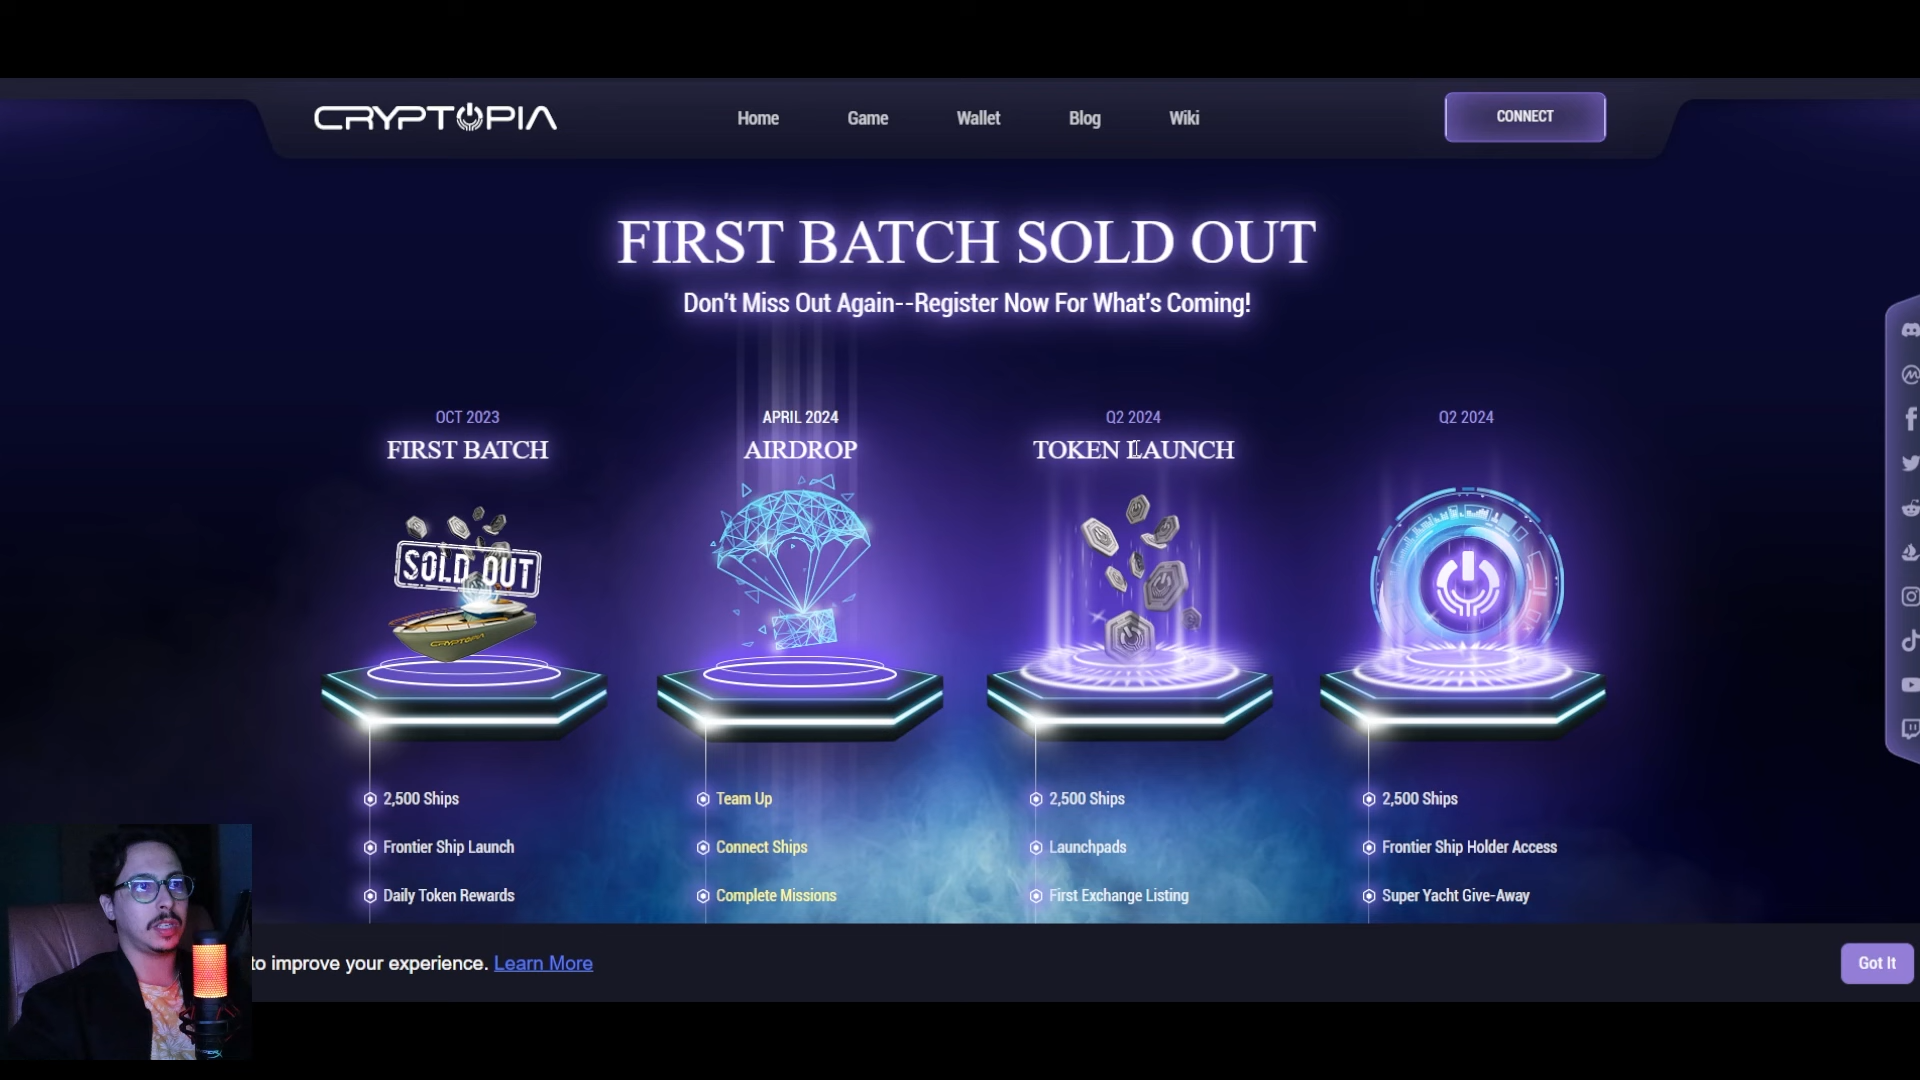 CRYPTOPIA
Home
Game
Wallet
Blog
Wiki
CONNECT
FIRST BATCH SOLD OUT
Don't Miss Out Again--Register Now For What's Coming!
OCT 2023
FIRST BATCH
SOLD OUT
CRYPTOPIA
2,500 Ships
Frontier Ship Launch
Daily Token Rewards
APRIL 2024
AIRDROP
Team Up
Connect Ships
Complete Missions
Q2 2024
TOKEN LAUNCH
2,500 Ships
Launchpads
First Exchange Listing
Q2 2024
2,500 Ships
Frontier Ship Holder Access
Super Yacht Give-Away
to improve your experience. Learn More
Got It